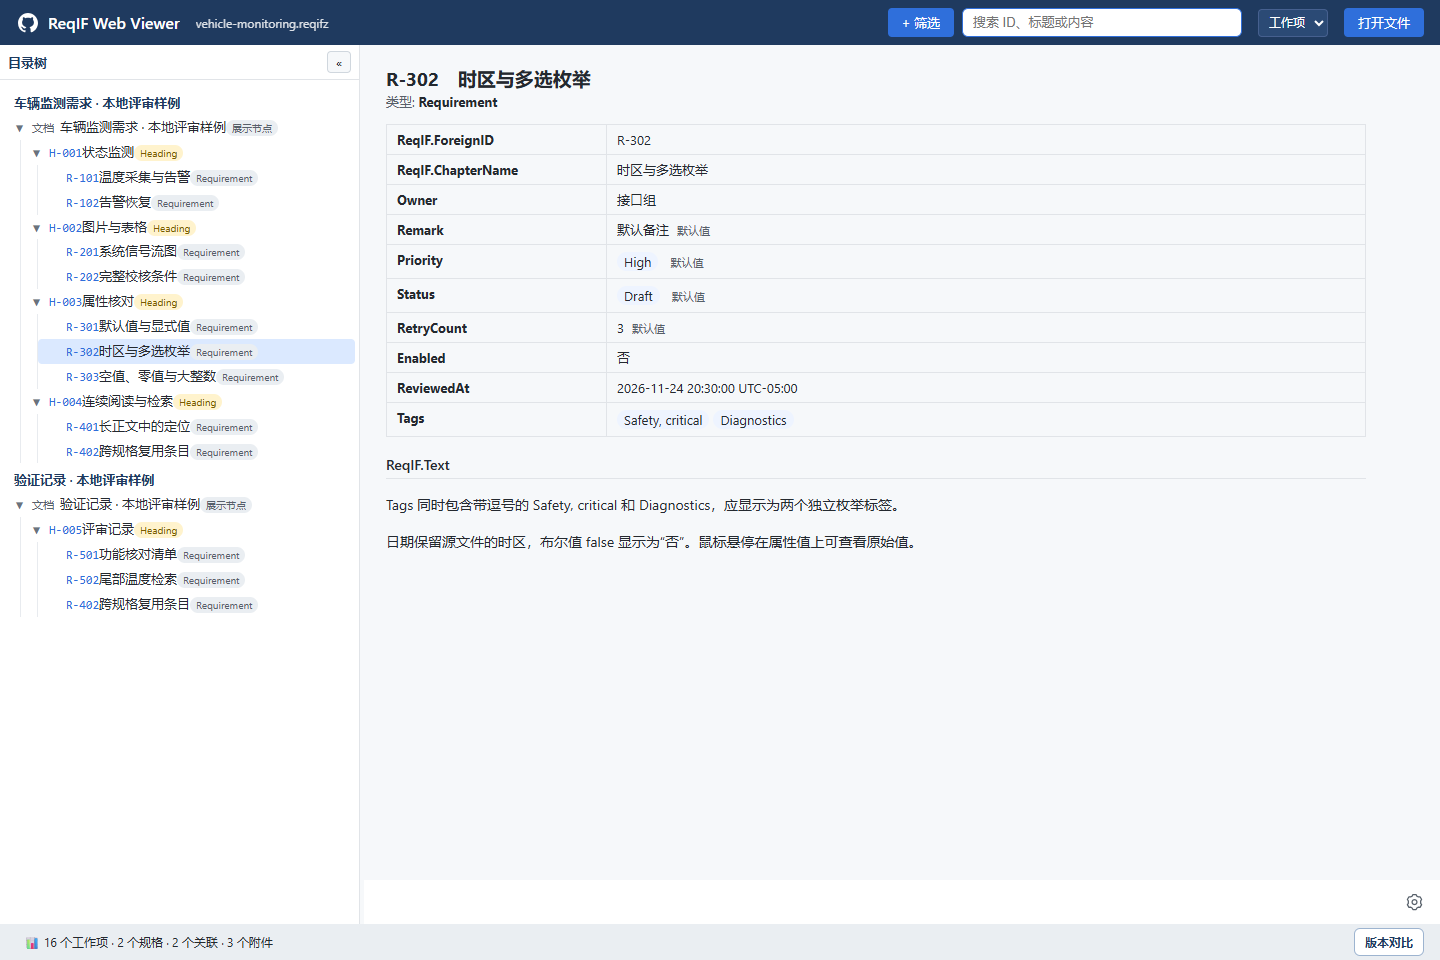 ReqIF Web Viewer vehicle-monitoring.reqifz + 筛选 搜索 ID、标题或内容 工作项 打开文件
目录树 «
车辆监测需求 · 本地评审样例
▼ 文档 车辆监测需求 · 本地评审样例 展示节点
▼ H-001状态监测 Heading
R-101温度采集与告警 Requirement
R-102告警恢复 Requirement
▼ H-002图片与表格 Heading
R-201系统信号流图 Requirement
R-202完整校核条件 Requirement
▼ H-003属性核对 Heading
R-301默认值与显式值 Requirement
R-302时区与多选枚举 Requirement
R-303空值、零值与大整数 Requirement
▼ H-004连续阅读与检索 Heading
R-401长正文中的定位 Requirement
R-402跨规格复用条目 Requirement
验证记录 · 本地评审样例
▼ 文档 验证记录 · 本地评审样例 展示节点
▼ H-005评审记录 Heading
R-501功能核对清单 Requirement
R-502尾部温度检索 Requirement
R-402跨规格复用条目 Requirement
R-302 时区与多选枚举
类型: Requirement
ReqIF.ForeignID R-302
ReqIF.ChapterName 时区与多选枚举
Owner 接口组
Remark 默认备注 默认值
Priority High 默认值
Status Draft 默认值
RetryCount 3 默认值
Enabled 否
ReviewedAt 2026-11-24 20:30:00 UTC-05:00
Tags Safety, critical Diagnostics
ReqIF.Text
Tags 同时包含带逗号的 Safety, critical 和 Diagnostics，应显示为两个独立枚举标签。
日期保留源文件的时区，布尔值 false 显示为“否”。鼠标悬停在属性值上可查看原始值。
16 个工作项 · 2 个规格 · 2 个关联 · 3 个附件 版本对比